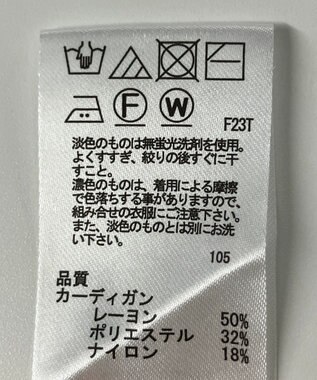 F W
F23T
淡色のものは無蛍光洗剤を使用。
よくすすぎ、絞りの後すぐに干
すこと。
濃色のものは、着用による摩擦
で色落ちする事がありますので、
組み合せの衣服にご注意下さい。
また、淡色のものとは別にお洗
い下さい。
105
品質
カーディガン
レーヨン 50%
ポリエステル 32%
ナイロン 18%